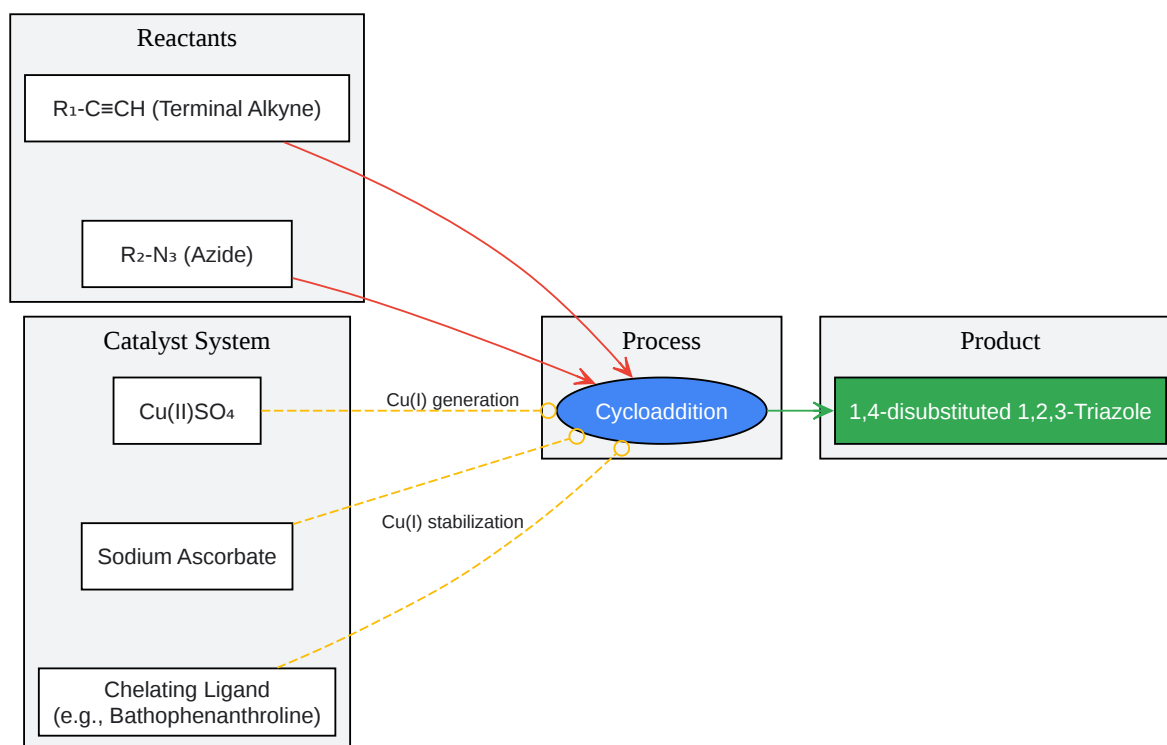 Reactants
R₁-C≡CH (Terminal Alkyne)
R₂-N₃ (Azide)
Catalyst System
Cu(II)SO₄
Sodium Ascorbate
Chelating Ligand
(e.g., Bathophenanthroline)
Cu(I) generation
Cu(I) stabilization
Process
Cycloaddition
Product
1,4-disubstituted 1,2,3-Triazole